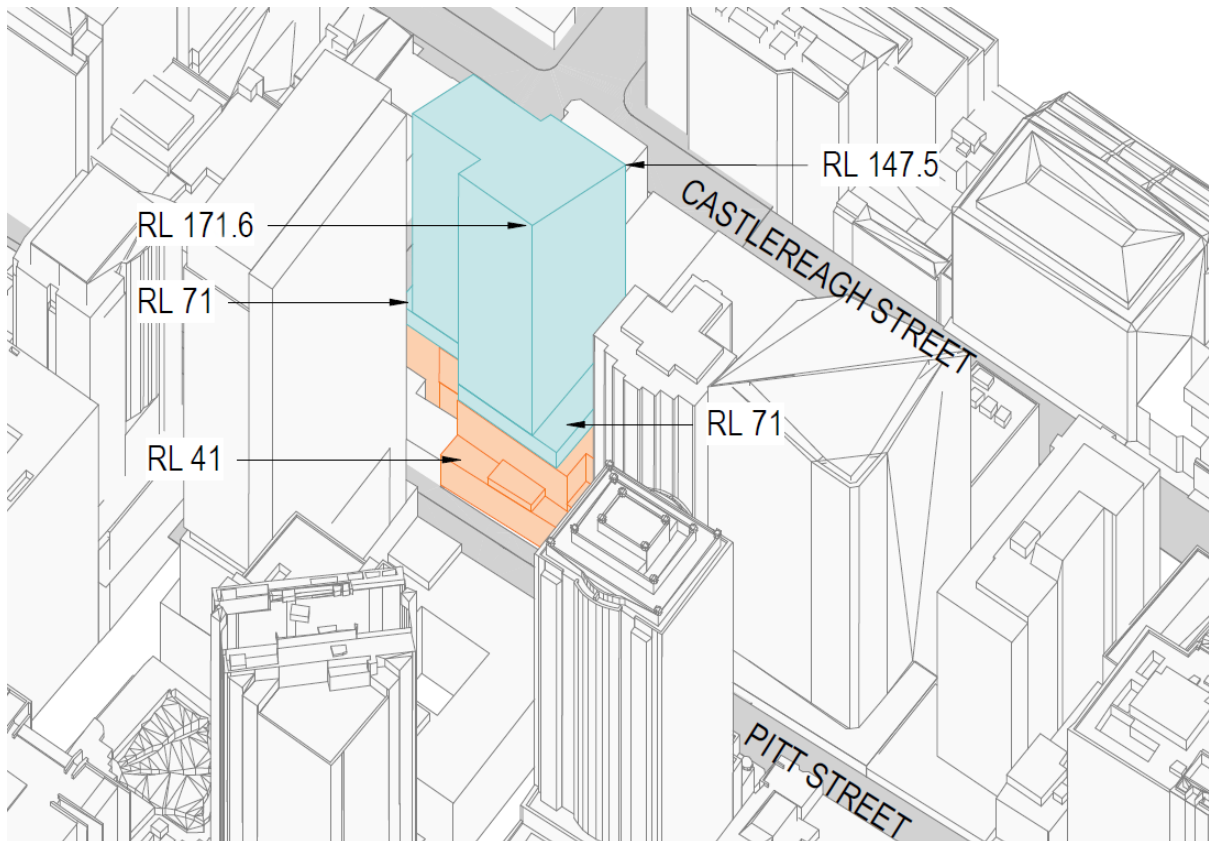 RL 147.5
CASTLEREAGH STREET
RL 171.6
RL 71
RL 71
RL 41
PITT STREET